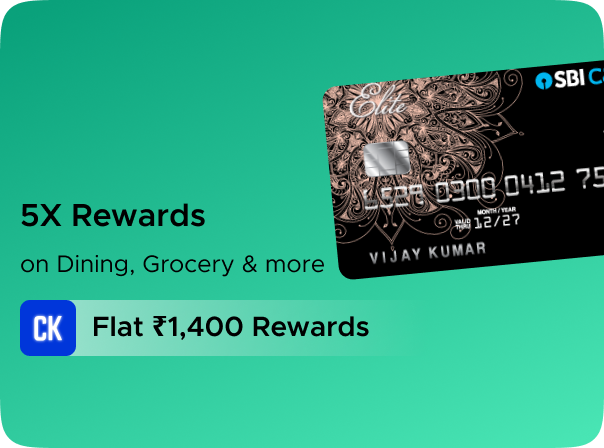 SBI
Elite
6529 0900 0412 75
MONTH / YEAR
VALID THRU 12/27
VIJAY KUMAR
5X Rewards
on Dining, Grocery & more
CK Flat ₹1,400 Rewards